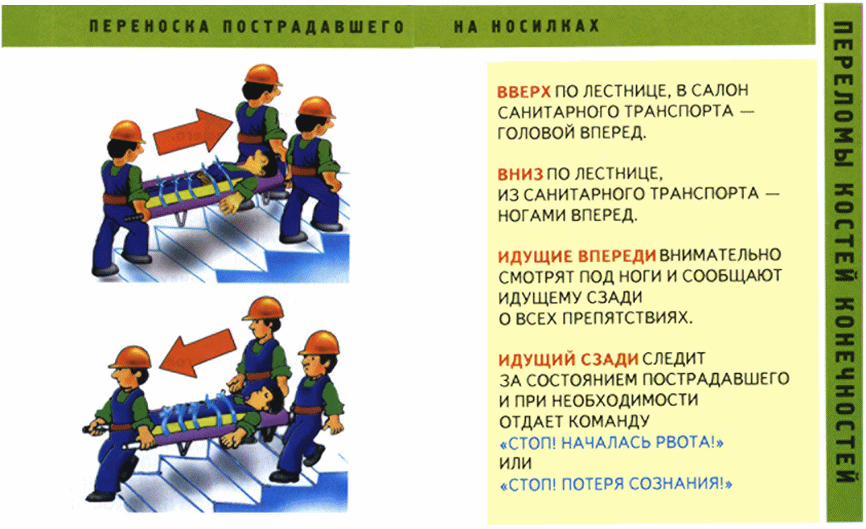 ПЕРЕНОСКА ПОСТРАДАВШЕГО НА НОСИЛКАХ
ВВЕРХ ПО ЛЕСТНИЦЕ, В САЛОН
САНИТАРНОГО ТРАНСПОРТА —
ГОЛОВОЙ ВПЕРЕД.
ВНИЗ ПО ЛЕСТНИЦЕ,
ИЗ САНИТАРНОГО ТРАНСПОРТА —
НОГАМИ ВПЕРЕД.
ИДУЩИЕ ВПЕРЕДИ ВНИМАТЕЛЬНО
СМОТРЯТ ПОД НОГИ И СООБЩАЮТ
ИДУЩЕМУ СЗАДИ
О ВСЕХ ПРЕПЯТСТВИЯХ.
ИДУЩИЙ СЗАДИ СЛЕДИТ
ЗА СОСТОЯНИЕМ ПОСТРАДАВШЕГО
И ПРИ НЕОБХОДИМОСТИ
ОТДАЕТ КОМАНДУ
«СТОП! НАЧАЛАСЬ РВОТА!»
ИЛИ
«СТОП! ПОТЕРЯ СОЗНАНИЯ!»
ПЕРЕЛОМЫ КОСТЕЙ КОНЕЧНОСТЕЙ